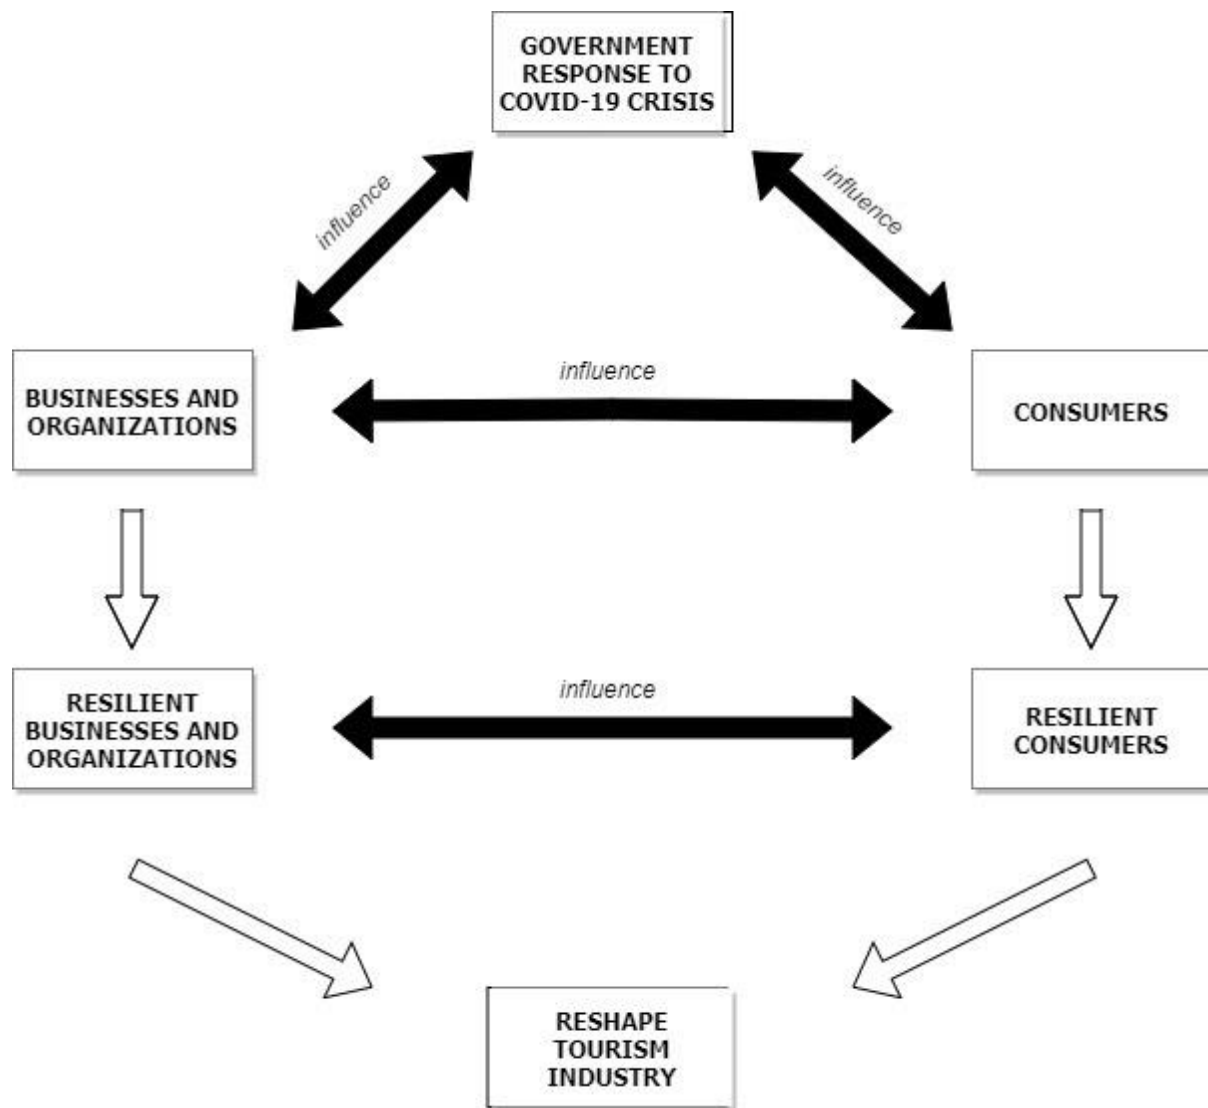 GOVERNMENT
RESPONSE TO
COVID-19 CRISIS
influence
influence
BUSINESSES AND
ORGANIZATIONS
influence
CONSUMERS
RESILIENT
BUSINESSES AND
ORGANIZATIONS
influence
RESILIENT
CONSUMERS
RESHAPE
TOURISM
INDUSTRY